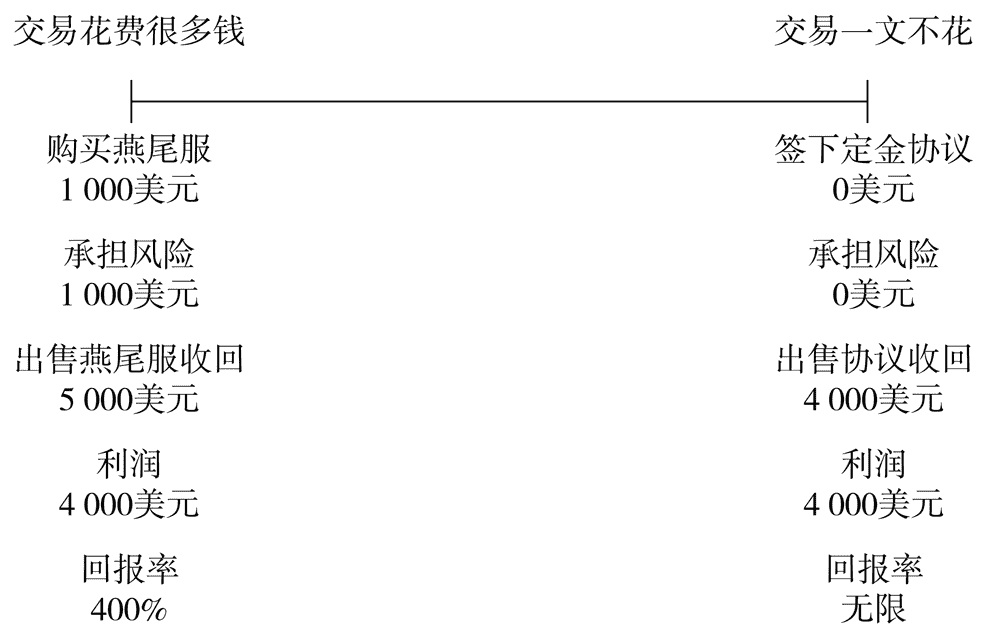 交易花费很多钱
交易一文不花
购买燕尾服
1 000美元
签下定金协议
0美元
承担风险
1 000美元
承担风险
0美元
出售燕尾服收回
5 000美元
出售协议收回
4 000美元
利润
4 000美元
利润
4 000美元
回报率
400%
回报率
无限